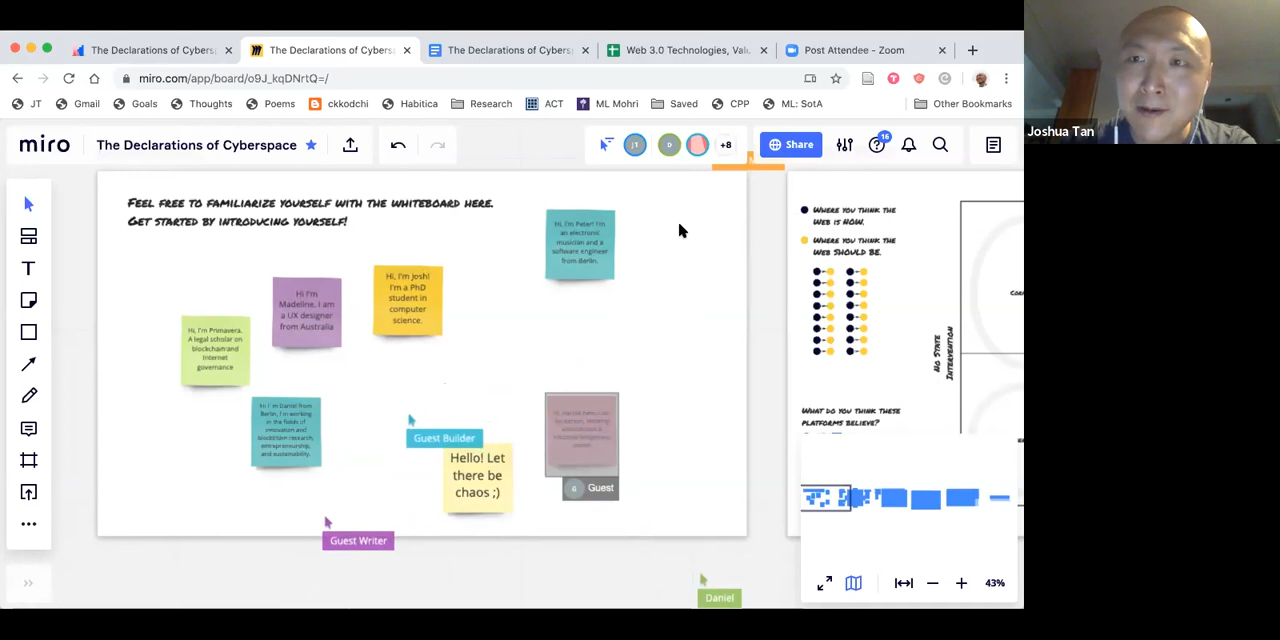 The Declarations of Cybersp
The Declarations of Cybers
The Declarations of Cybersp
Web 3.0 Technologies, Valu
Post Attendee - Zoom
miro.com/app/board/o9J_kqDNrtQ=/
JT
Gmail
Goals
Thoughts
Poems
ckkodchi
Habitica
Research
ACT
ML Mohri
Saved
CPP
ML: SotA
Other Bookmarks
miro
The Declarations of Cyberspace
JT
D
+8
Share
16
Joshua Tan
FEEL FREE TO FAMILIARIZE YOURSELF WITH THE WHITEBOARD HERE.
GET STARTED BY INTRODUCING YOURSELF!
Hi, I'm Peter! I'm
an electronic
musician and a
software engineer
from Berlin.
Hi, I'm Josh!
I'm a PhD
student in
computer
science.
Hi I'm
Madeline, I am
a UX designer
from Australia
Hi, I'm Primavera.
A legal scholar on
blockchain and
Internet
governance
Hi I'm Daniel from
Berlin, I'm working
in the fields of
innovation and
blockchain research,
entrepreneurship,
and sustainability.
Guest Builder
Hello! Let
there be
chaos ;)
G
Guest
Guest Writer
Daniel
WHERE YOU THINK THE
WEB IS NOW.
WHERE YOU THINK THE
WEB SHOULD BE.
NO STATE
INTERVENTION
WHAT DO YOU THINK THESE
PLATFORMS BELIEVE?
43%